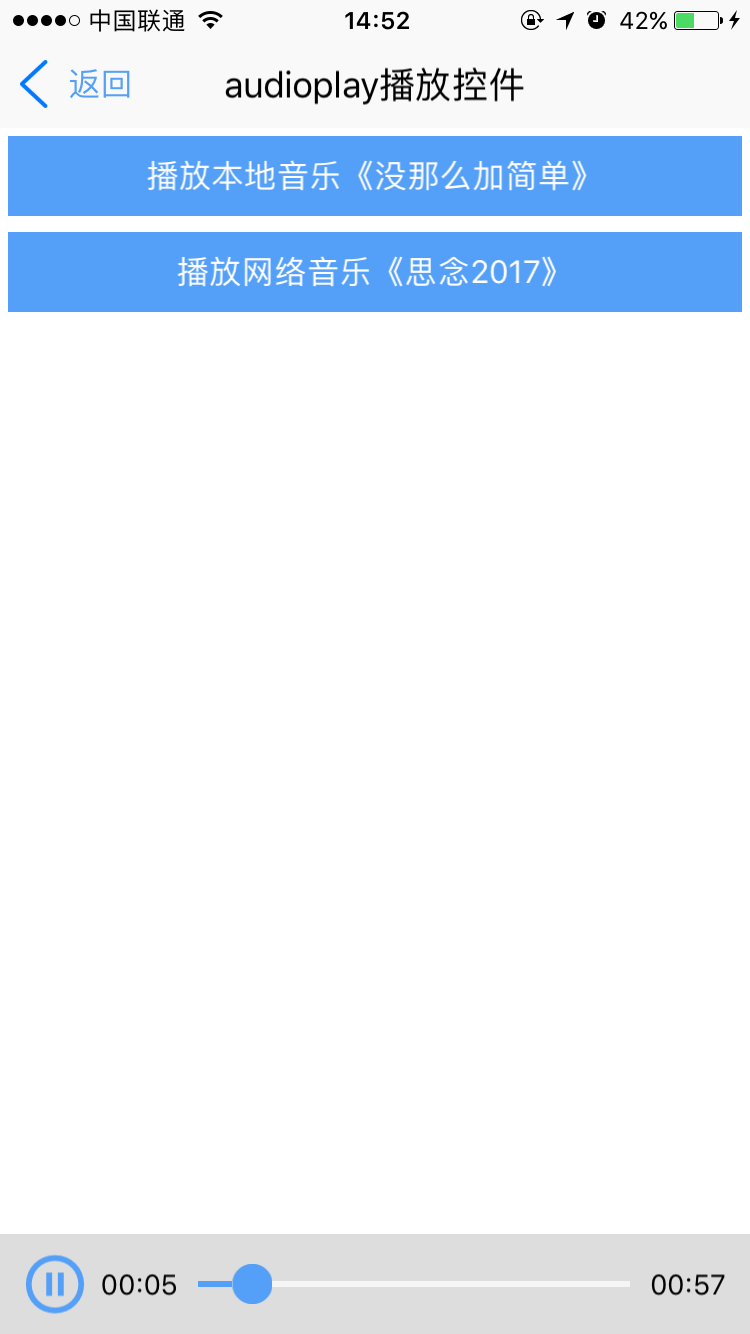 中国联通 14:52 42%
返回 audioplay播放控件
播放本地音乐《没那么加简单》
播放网络音乐《思念2017》
00:05 00:57